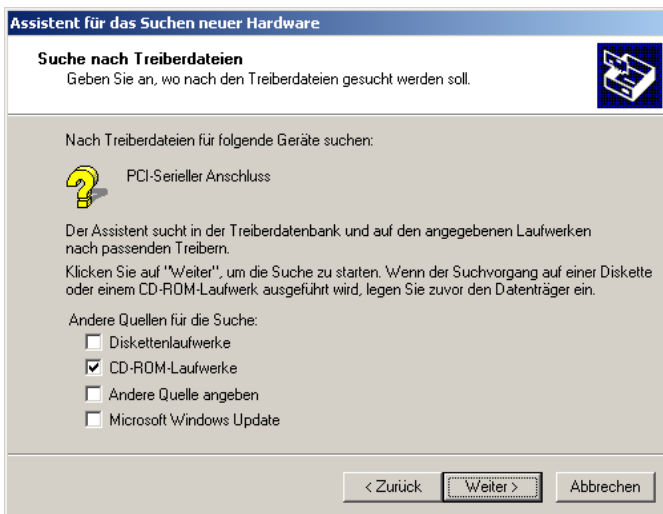 Assistent für das Suchen neuer Hardware
Suche nach Treiberdateien
Geben Sie an, wo nach den Treiberdateien gesucht werden soll.
Nach Treiberdateien für folgende Geräte suchen:
PCI-Serieller Anschluss
Der Assistent sucht in der Treiberdatenbank und auf den angegebenen Laufwerken
nach passenden Treibern.
Klicken Sie auf "Weiter", um die Suche zu starten. Wenn der Suchvorgang auf einer Diskette
oder einem CD-ROM-Laufwerk ausgeführt wird, legen Sie zuvor den Datenträger ein.
Andere Quellen für die Suche:
Diskettenlaufwerke
CD-ROM-Laufwerke
Andere Quelle angeben
Microsoft Windows Update
< Zurück Weiter > Abbrechen